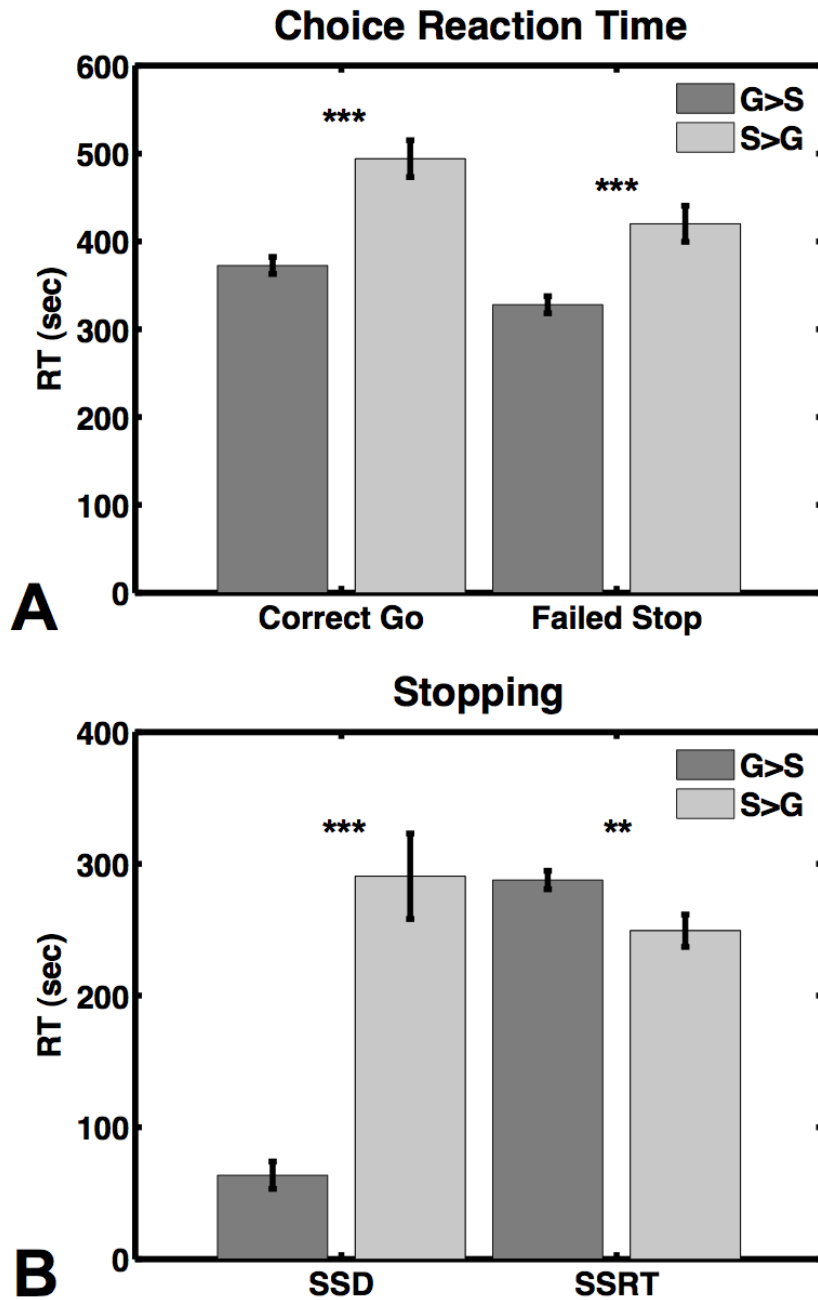 Choice Reaction Time
600
500
400
300
200
100
0
RT (sec)
G>S
S>G
***
***
Correct Go
Failed Stop
A
Stopping
400
300
200
100
0
RT (sec)
G>S
S>G
***
**
SSD
SSRT
B